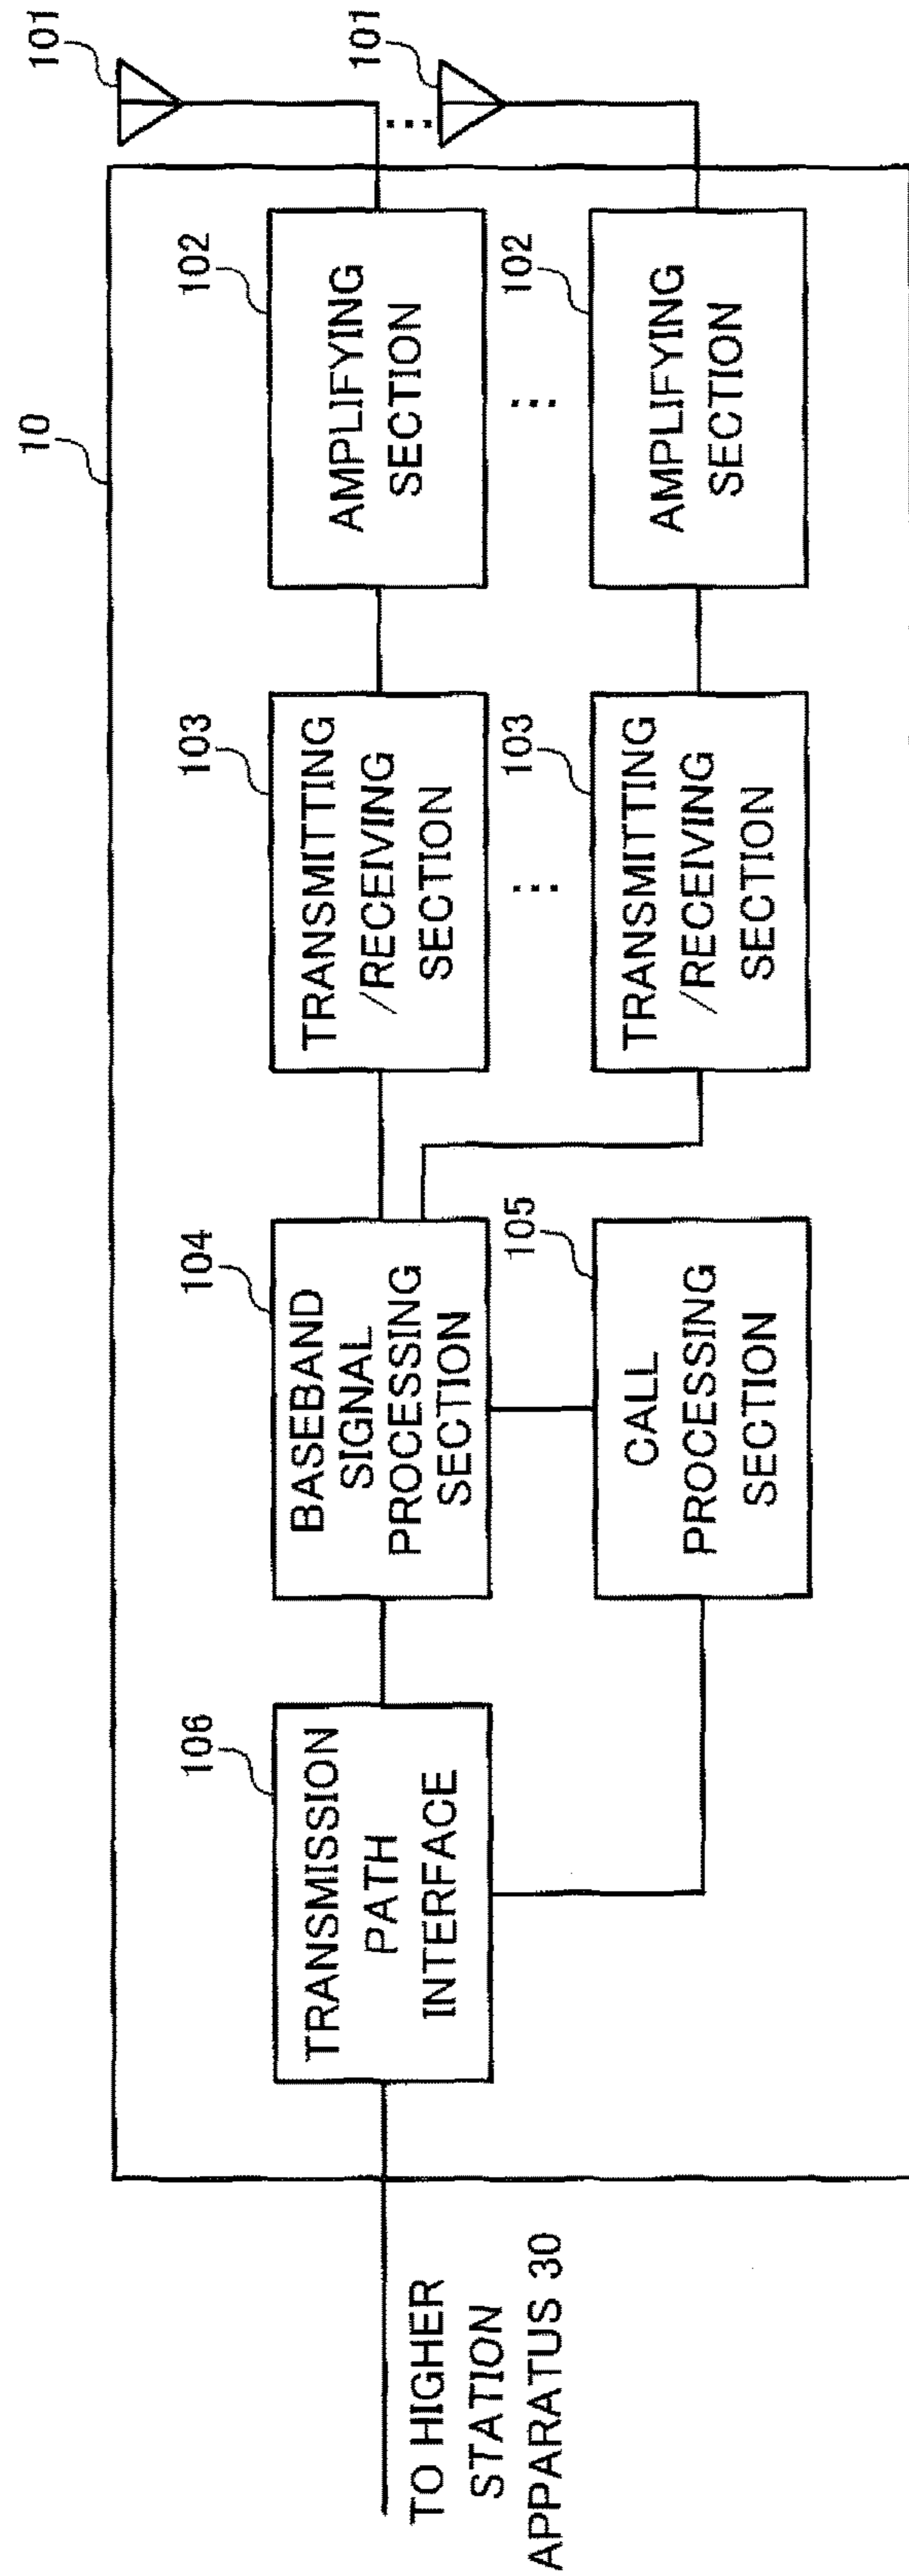 10
101
101
102
AMPLIFYING
SECTION
102
AMPLIFYING
SECTION
103
TRANSMITTING
/RECEIVING
SECTION
103
TRANSMITTING
/RECEIVING
SECTION
104
BASEBAND
SIGNAL
PROCESSING
SECTION
105
CALL
PROCESSING
SECTION
106
TRANSMISSION
PATH
INTERFACE
TO HIGHER
STATION
APPARATUS 30